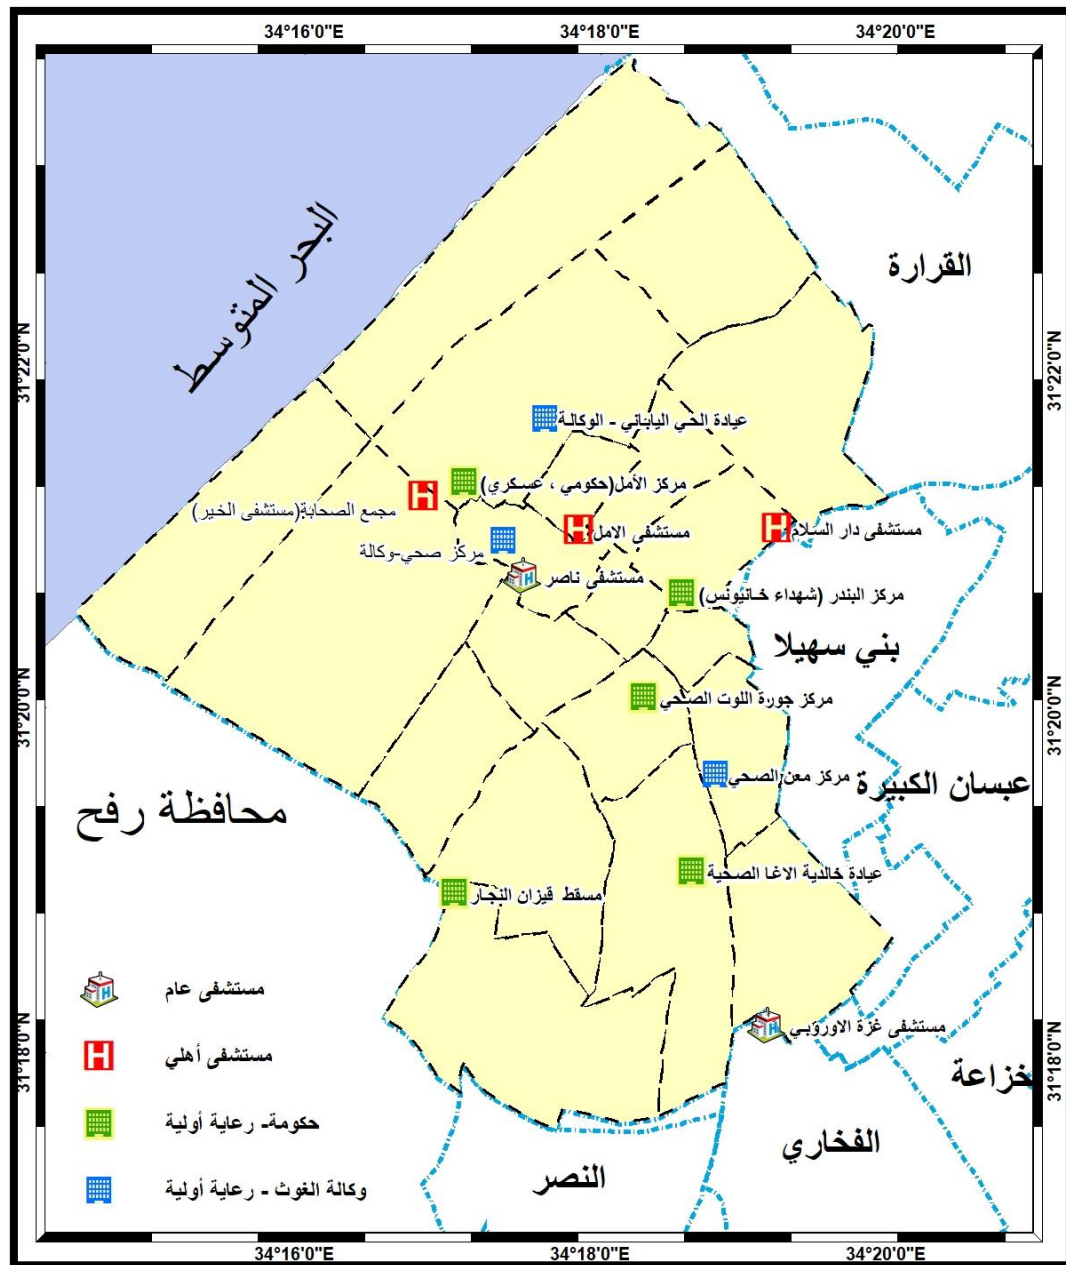 34°16'0"E
34°18'0"E
34°20'0"E
القرارة
البحر المتوسط
31°22'0"N
31°22'0"N
عيادة الحي الياباني - الوكالة
مركز الأمل(حكومي ، عسكري)
مجمع الصحابة(مستشفى الخير)
مستشفى الامل
مستشفى دار السلام
مركز صحي-وكالة
مستشفى ناصر
مركز البندر (شهداء خانيونس)
بني سهيلا
مركز جورة اللوت الصحي
31°20'0"N
31°20'0"N
مركز معن الصحي
عبسان الكبيرة
محافظة رفح
عيادة خالدية الاغا الصحية
مسقط قيزان النجار
مستشفى عام
مستشفى غزة الاوروبي
31°18'0"N
31°18'0"N
مستشفى أهلي
خزاعة
حكومة- رعاية أولية
الفخاري
النصر
وكالة الغوث - رعاية أولية
34°16'0"E
34°18'0"E
34°20'0"E